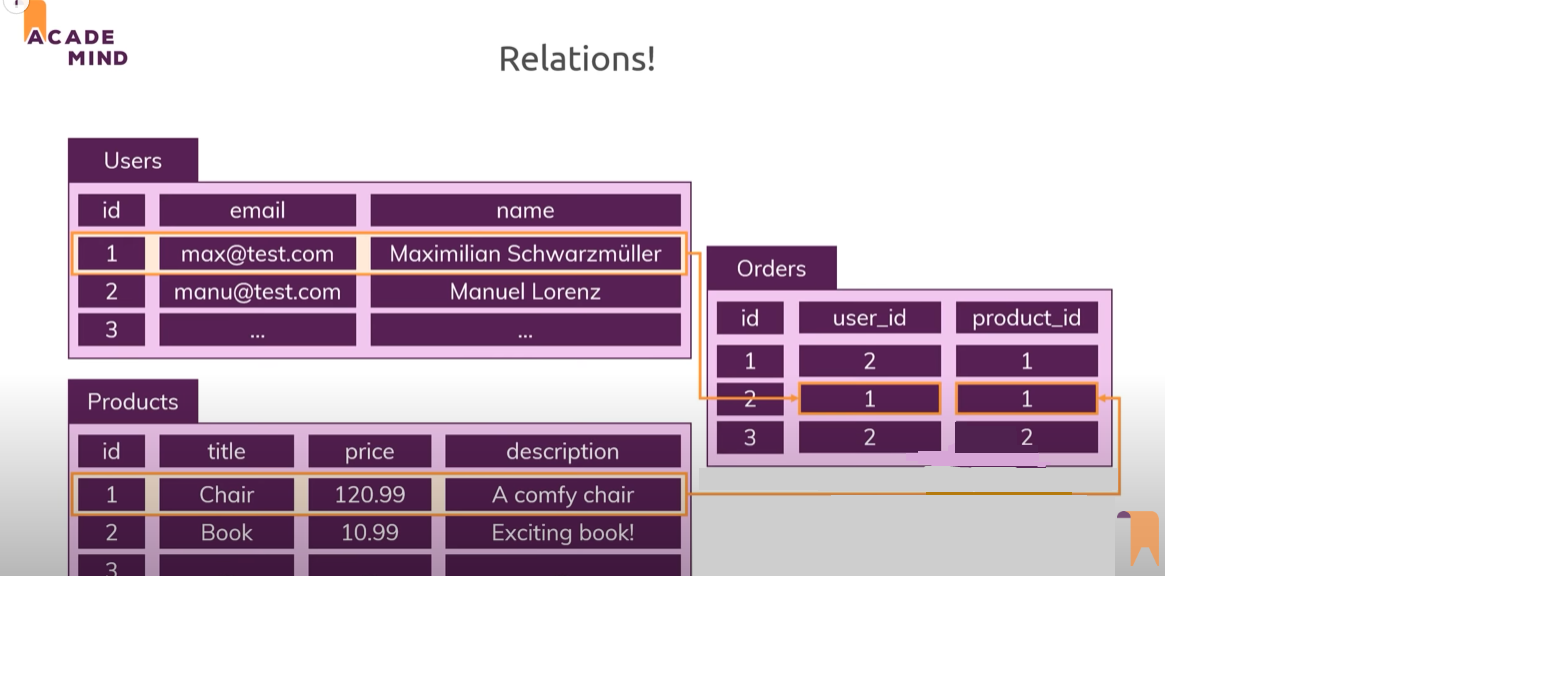 ACADE
MIND
Relations!
Users
id email name
1 max@test.com Maximilian Schwarzmüller
2 manu@test.com Manuel Lorenz
3 ... ...
Orders
id user_id product_id
1 2 1
2 1 1
3 2 2
Products
id title price description
1 Chair 120.99 A comfy chair
2 Book 10.99 Exciting book!
3